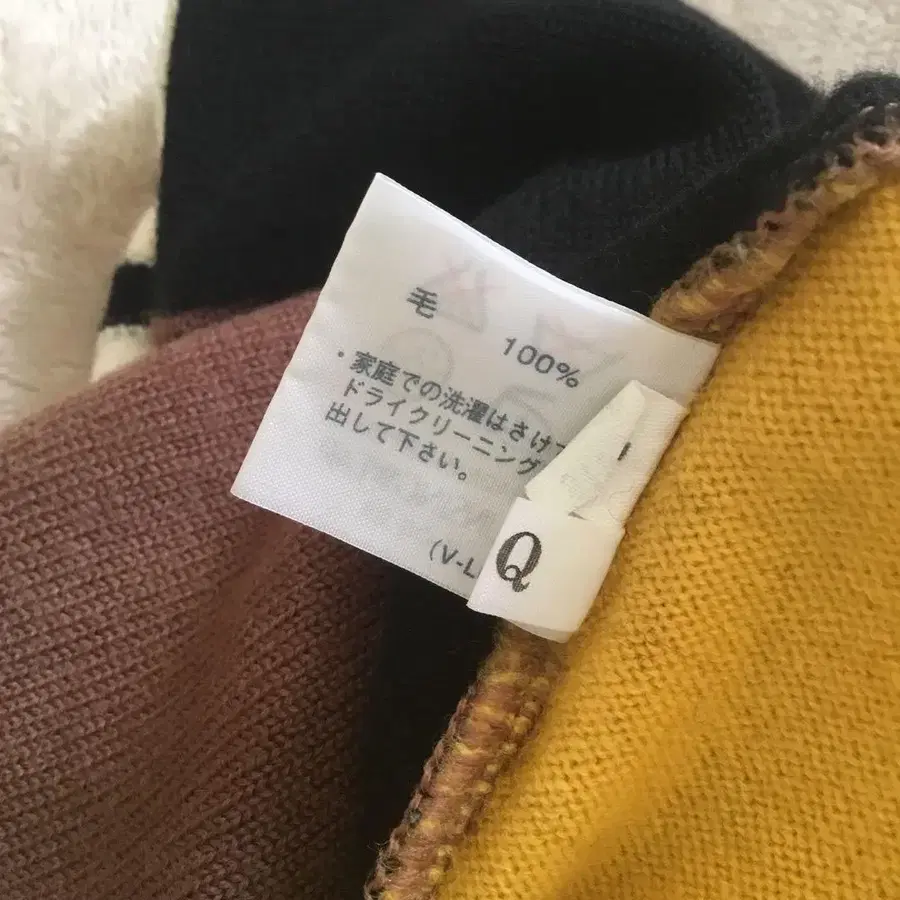 毛
100%
・家庭での洗濯はさけて
ドライクリーニング
出して下さい。
(V-L
Q